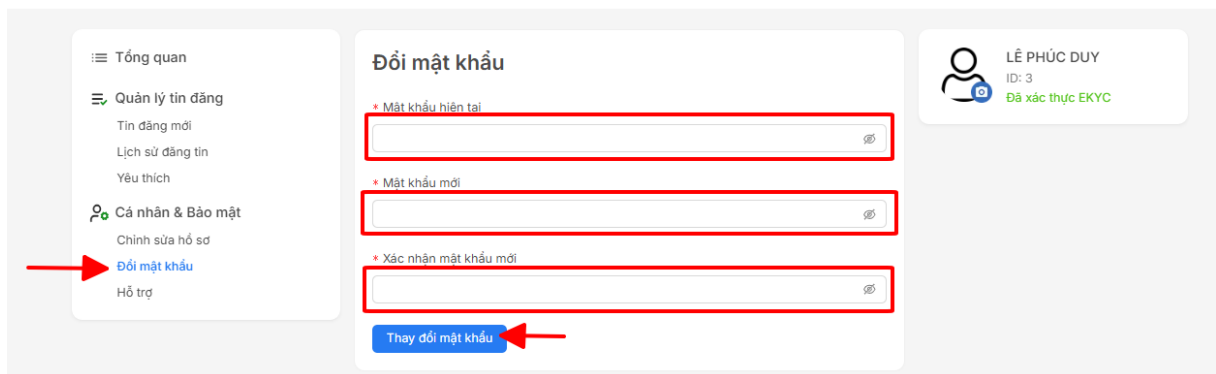 Tổng quan
Quản lý tin đăng
Tin đăng mới
Lịch sử đăng tin
Yêu thích
Cá nhân & Bảo mật
Chỉnh sửa hồ sơ
Đổi mật khẩu
Hỗ trợ
Đổi mật khẩu
* Mật khẩu hiện tại
* Mật khẩu mới
* Xác nhận mật khẩu mới
Thay đổi mật khẩu
LÊ PHÚC DUY
ID: 3
Đã xác thực EKYC